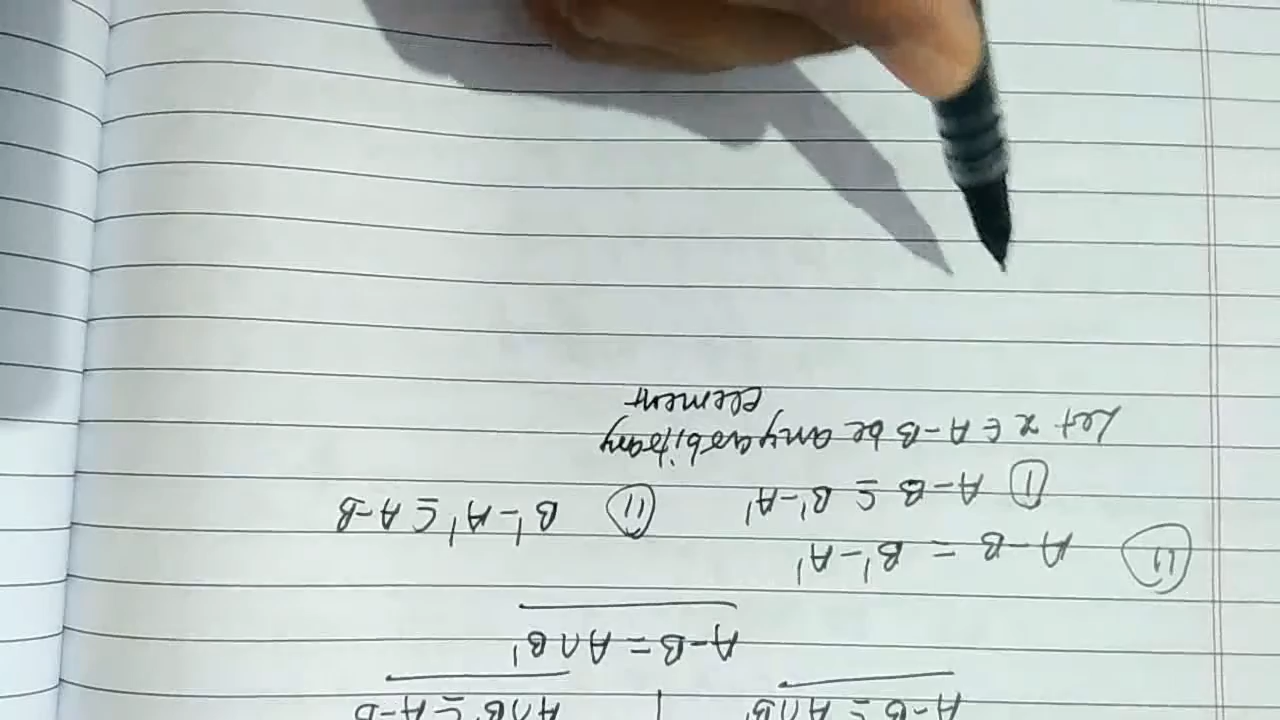 A-B ⊆ A∩B' | A∩B' ⊆ A-B
A-B = A∩B'
(ii) A-B = B'-A'
(i) A-B ⊆ B'-A' (ii) B'-A' ⊆ A-B
Let x ∈ A-B be any arbitrary
element